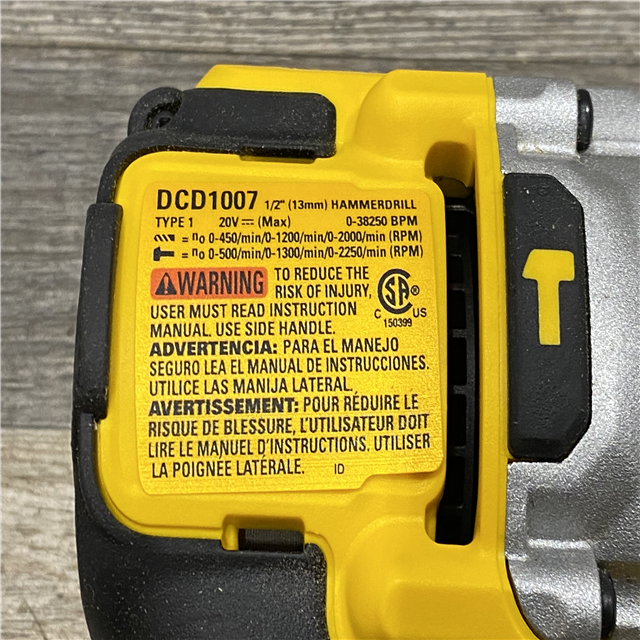 DCD1007 1/2" (13mm) HAMMERDRILL
TYPE 1 20V ⎓ (Max) 0-38250 BPM
= n0 0-450/min/0-1200/min/0-2000/min (RPM)
= n0 0-500/min/0-1300/min/0-2250/min (RPM)
WARNING TO REDUCE THE
RISK OF INJURY,
USER MUST READ INSTRUCTION
MANUAL. USE SIDE HANDLE.
SA ®
C US
150399
ADVERTENCIA: PARA EL MANEJO
SEGURO LEA EL MANUAL DE INSTRUCCIONES.
UTILICE LAS MANIJA LATERAL.
AVERTISSEMENT: POUR RÉDUIRE LE
RISQUE DE BLESSURE, L'UTILISATEUR DOIT
LIRE LE MANUEL D'INSTRUCTIONS. UTILISER
LA POIGNÉE LATÉRALE. ID